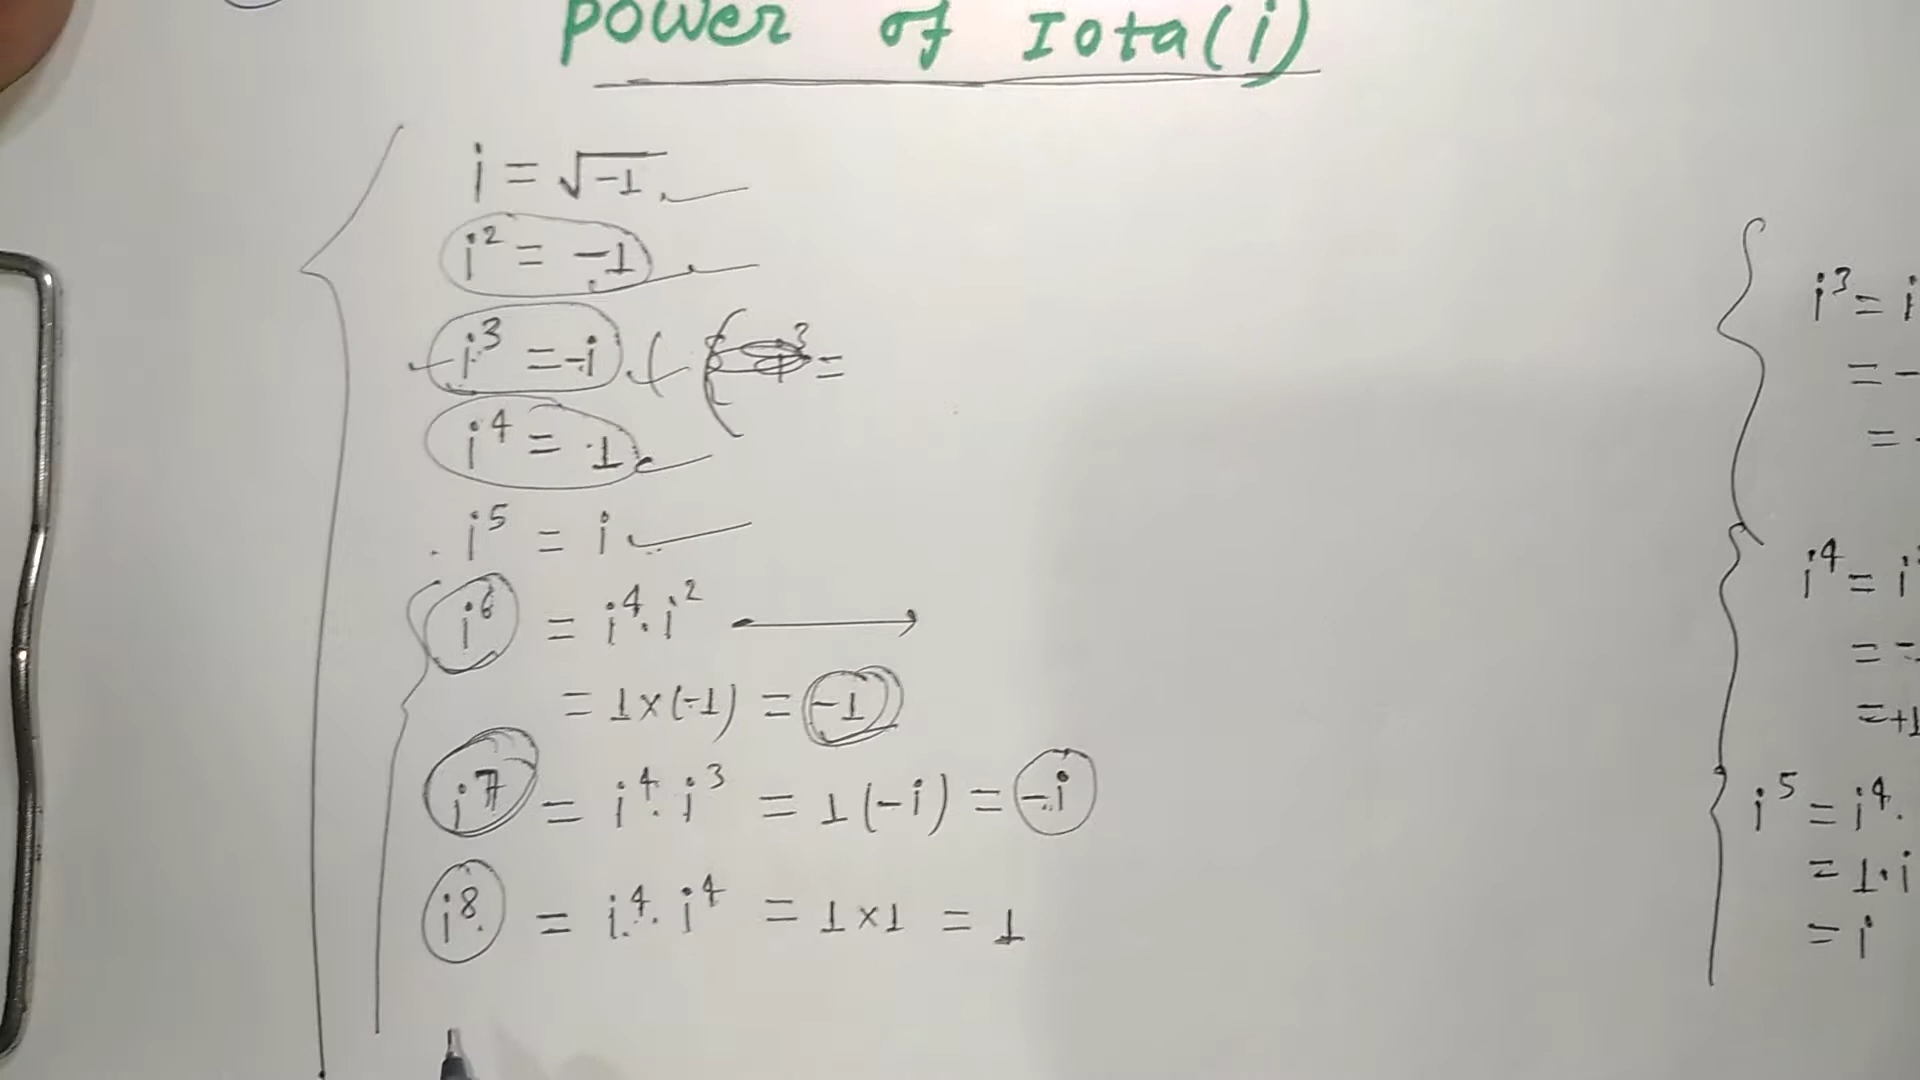 Power of Iota(i)
i = √-1
i² = -1
i³ = -i
i³ =
i⁴ = 1
i⁵ = i
i⁶ = i⁴. i²
= 1×(-1) = -1
i⁷ = i⁴. i³ = 1(-i) = -i
i⁸ = i⁴. i⁴ = 1×1 = 1
i³ = i
= -
= -
i⁴ = i
= -
= +1
i⁵ = i⁴.
= 1.i
= i